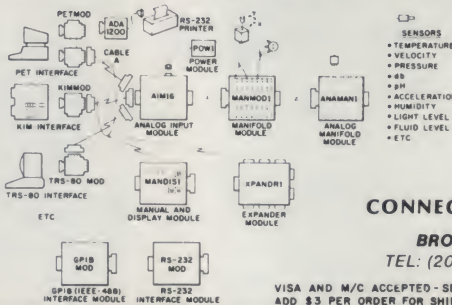 PETMOD
ADA
1200
RS-232
PRINTER
CABLE
A
POW1
POWER
MODULE
SENSORS
• TEMPERATURE
• VELOCITY
• PRESSURE
• db
• pH
• ACCELERATION
• HUMIDITY
• LIGHT LEVEL
• FLUID LEVEL
• ETC
PET INTERFACE
KIMMOD
KIM INTERFACE
AIM16
ANALOG INPUT
MODULE
MANMOD1
MANIFOLD
MODULE
ANAMAN1
ANALOG
MANIFOLD
MODULE
TRS-80 MOD
TRS-80 INTERFACE
ETC
MANDIS1
MANUAL AND
DISPLAY MODULE
XPANDR1
EXPANDER
MODULE
GPIB
MOD
GPIB (IEEE-488)
INTERFACE MODULE
RS-232
MOD
RS-232
INTERFACE MODULE
CONNEC
BRO
TEL: (20
VISA AND M/C ACCEPTED - SE
ADD $3 PER ORDER FOR SHI